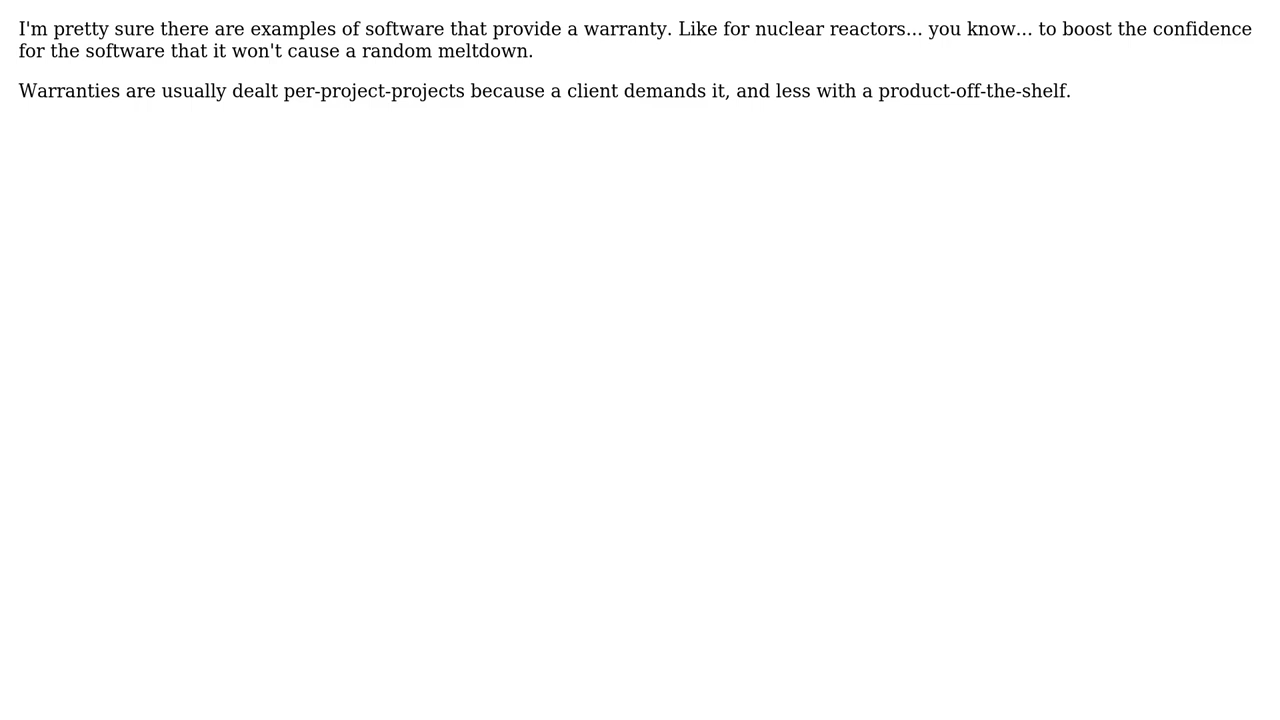 I'm pretty sure there are examples of software that provide a warranty. Like for nuclear reactors... you know... to boost the confidence
for the software that it won't cause a random meltdown.
Warranties are usually dealt per-project-projects because a client demands it, and less with a product-off-the-shelf.